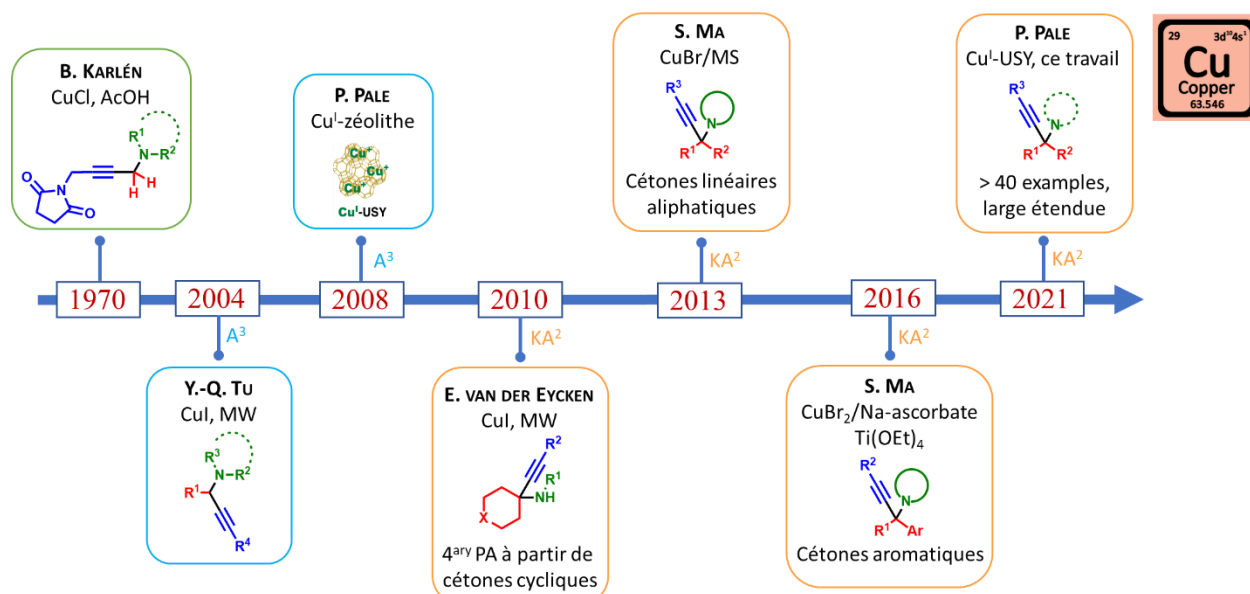 B. KARLÉN
CuCl, AcOH
R¹
N
R²
O
N
O
H
H
1970
Y.-Q. TU
CuI, MW
R³
N
R²
R¹
R⁴
2004
A³
P. PALE
Cuᴵ-zéolithe
Cu⁺
Cu⁺
Cu⁺
Cuᴵ-USY
A³
2008
E. VAN DER EYCKEN
CuI, MW
R²
R¹
NH
X
4ᵃʳʸ PA à partir de
cétones cycliques
2010
KA²
S. MA
CuBr/MS
R³
N
R¹
R²
Cétones linéaires
aliphatiques
KA²
2013
S. MA
CuBr₂/Na-ascorbate
Ti(OEt)₄
R²
N
R¹
Ar
Cétones aromatiques
2016
KA²
P. PALE
Cuᴵ-USY, ce travail
R³
N
R¹
R²
> 40 examples,
large étendue
KA²
2021
29 3d¹⁰4s¹
Cu
Copper
63.546